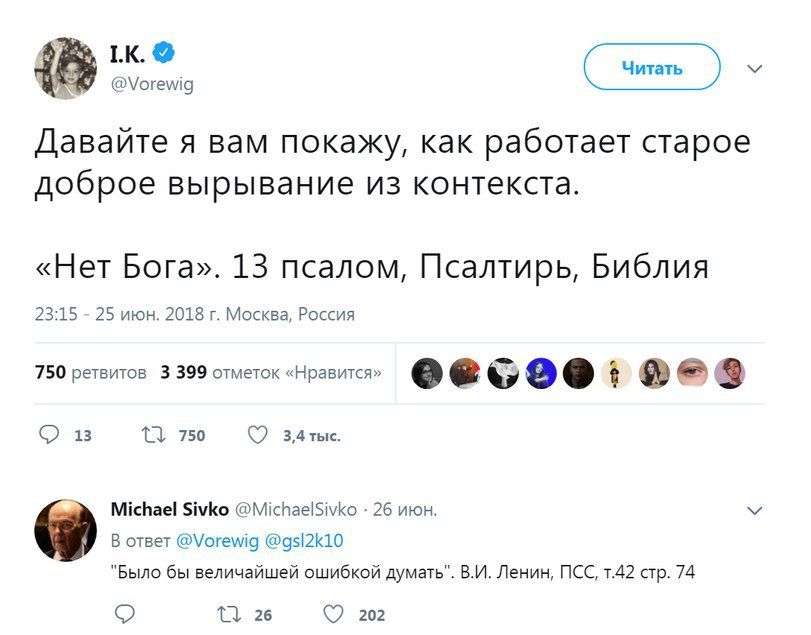 I.K.
@Vorewig
Читать
Давайте я вам покажу, как работает старое
доброе вырывание из контекста.
«Нет Бога». 13 псалом, Псалтирь, Библия
23:15 - 25 июн. 2018 г. Москва, Россия
750 ретвитов 3 399 отметок «Нравится»
13 750 3,4 тыс.
Michael Sivko @MichaelSivko · 26 июн.
В ответ @Vorewig @gsl2k10
"Было бы величайшей ошибкой думать". В.И. Ленин, ПСС, т.42 стр. 74
26 202